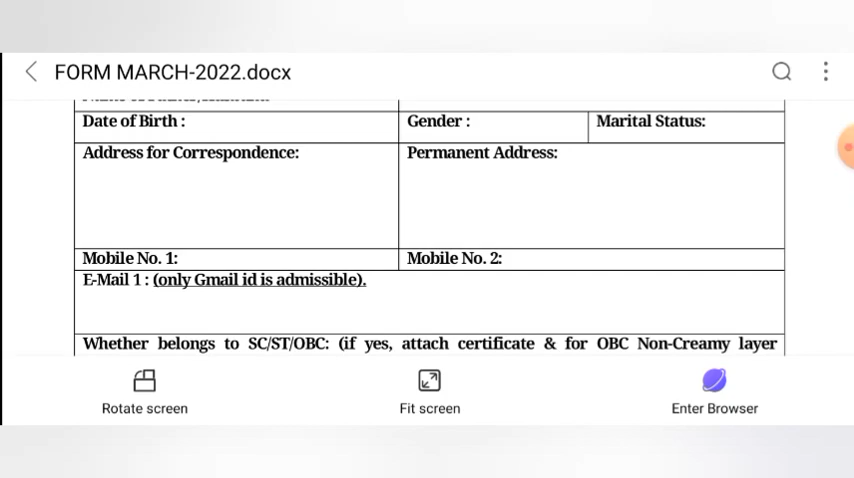 FORM MARCH-2022.docx
Date of Birth :
Gender :
Marital Status:
Address for Correspondence:
Permanent Address:
Mobile No. 1:
Mobile No. 2:
E-Mail 1 : (only Gmail id is admissible).
Whether belongs to SC/ST/OBC: (if yes, attach certificate & for OBC Non-Creamy layer
Rotate screen
Fit screen
Enter Browser